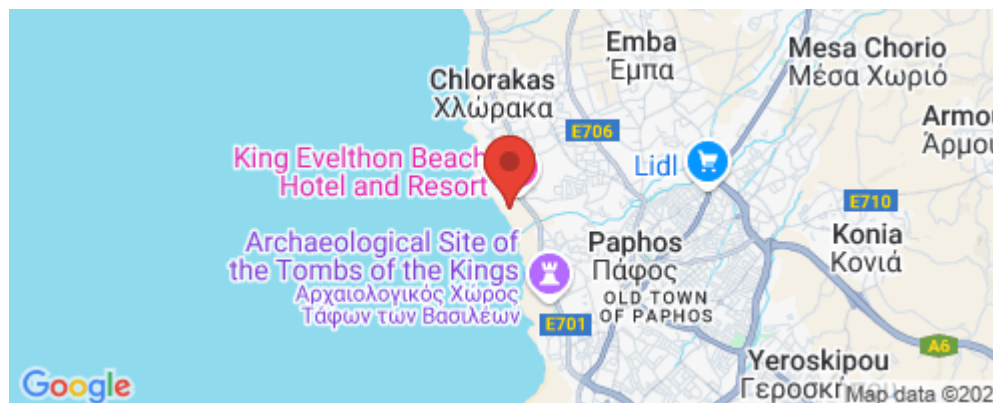 Emba
Έμπα
Mesa Chorio
Μέσα Χωριό
Chlorakas
Χλώρακα
E706
King Evelthon Beach
Hotel and Resort
Lidl
E710
Archaeological Site of
the Tombs of the Kings
Αρχαιολογικός Χώρος
Τάφων των Βασιλέων
Paphos
Πάφος
OLD TOWN
OF PAPHOS
Konia
Κονιά
E701
A6
Yeroskipou
Google
Map data ©202